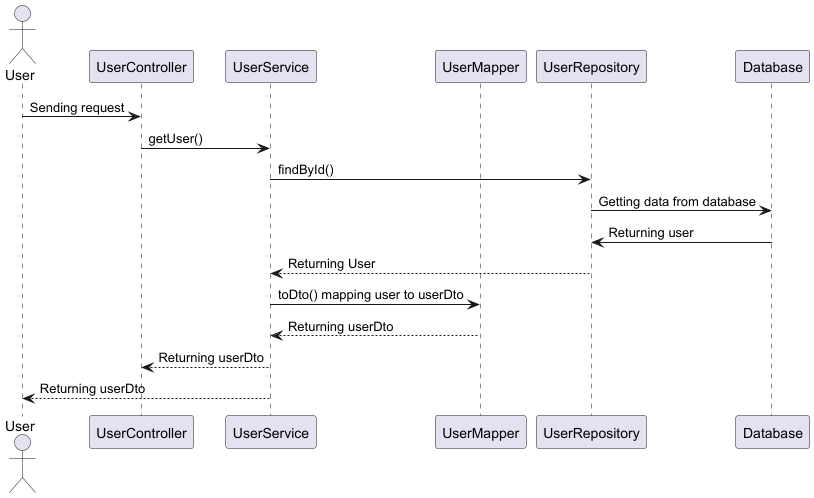 User
UserController
UserService
UserMapper
UserRepository
Database
Sending request
getUser()
findById()
Getting data from database
Returning user
Returning User
toDto() mapping user to userDto
Returning userDto
Returning userDto
Returning userDto
User
UserController
UserService
UserMapper
UserRepository
Database